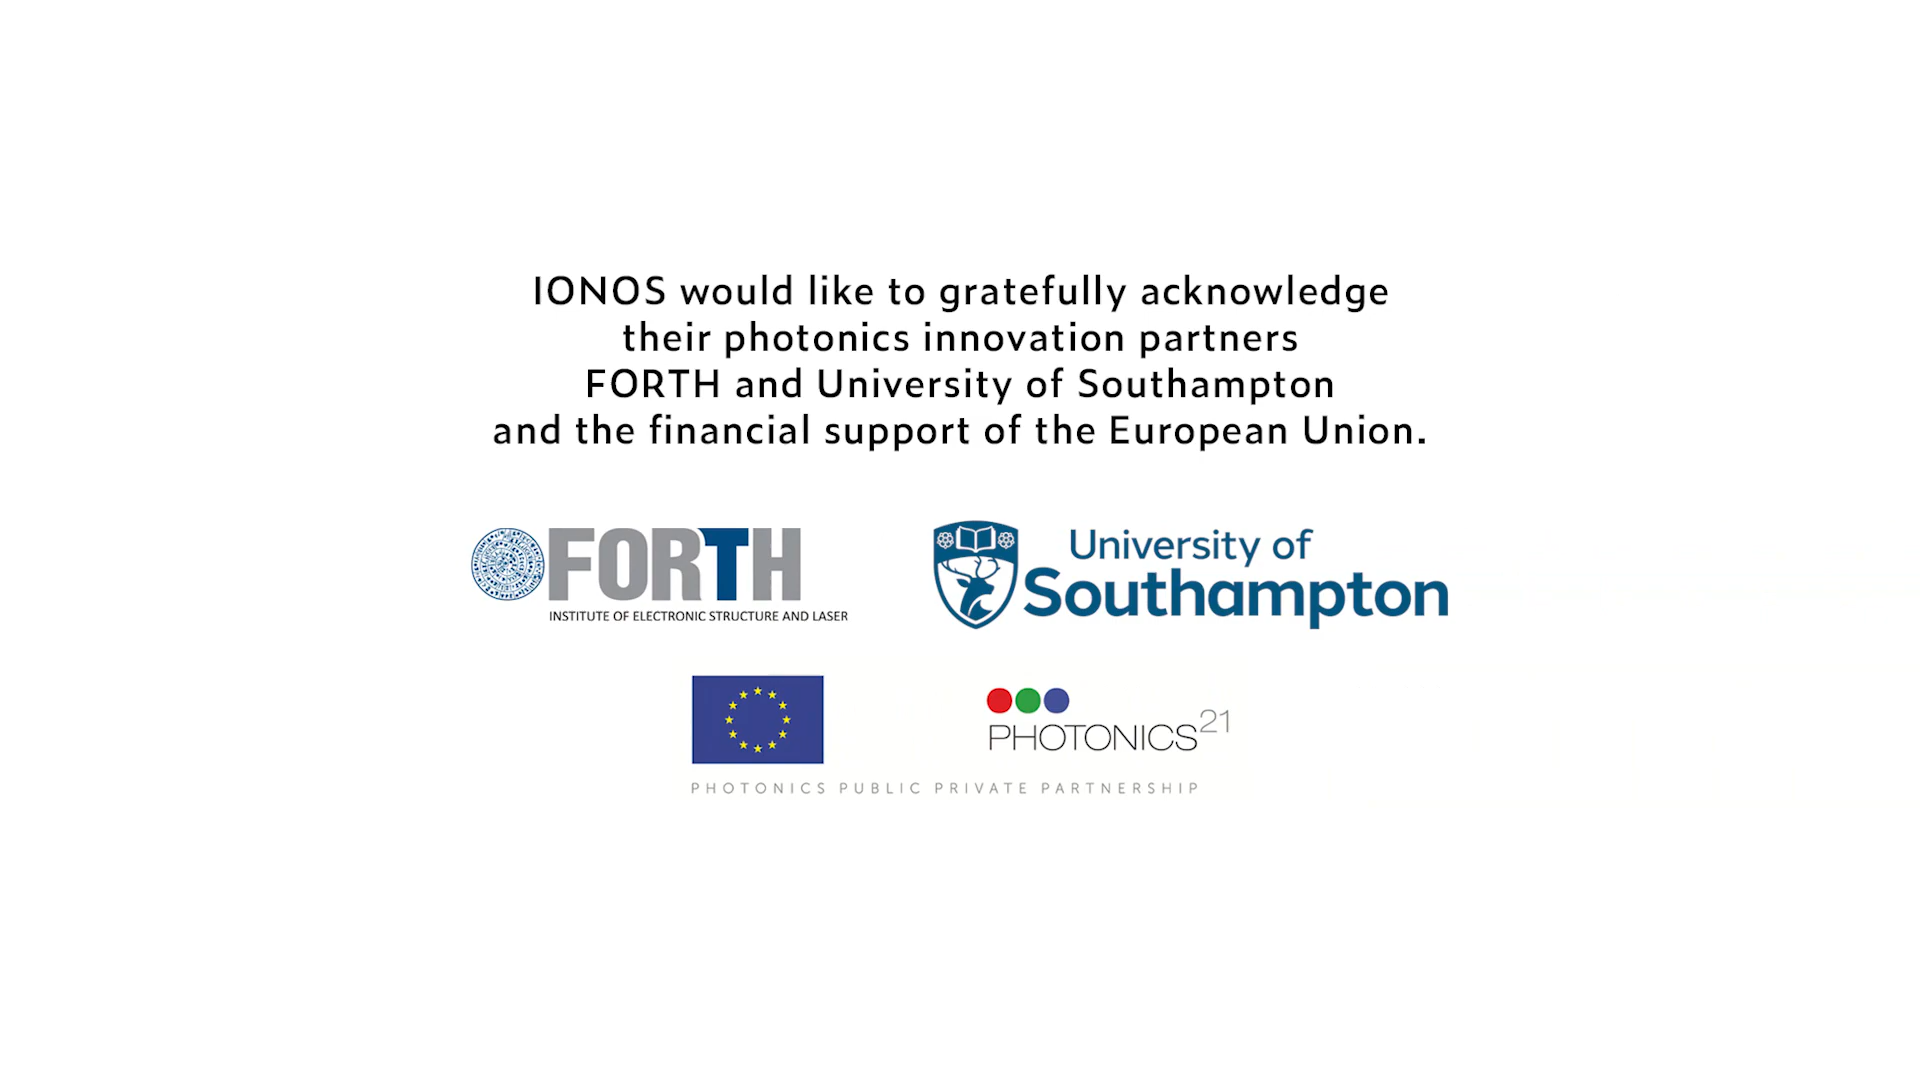 IONOS would like to gratefully acknowledge
their photonics innovation partners
FORTH and University of Southampton
and the financial support of the European Union.
FORTH
INSTITUTE OF ELECTRONIC STRUCTURE AND LASER
University of
Southampton
PHOTONICS21
PHOTONICS PUBLIC PRIVATE PARTNERSHIP